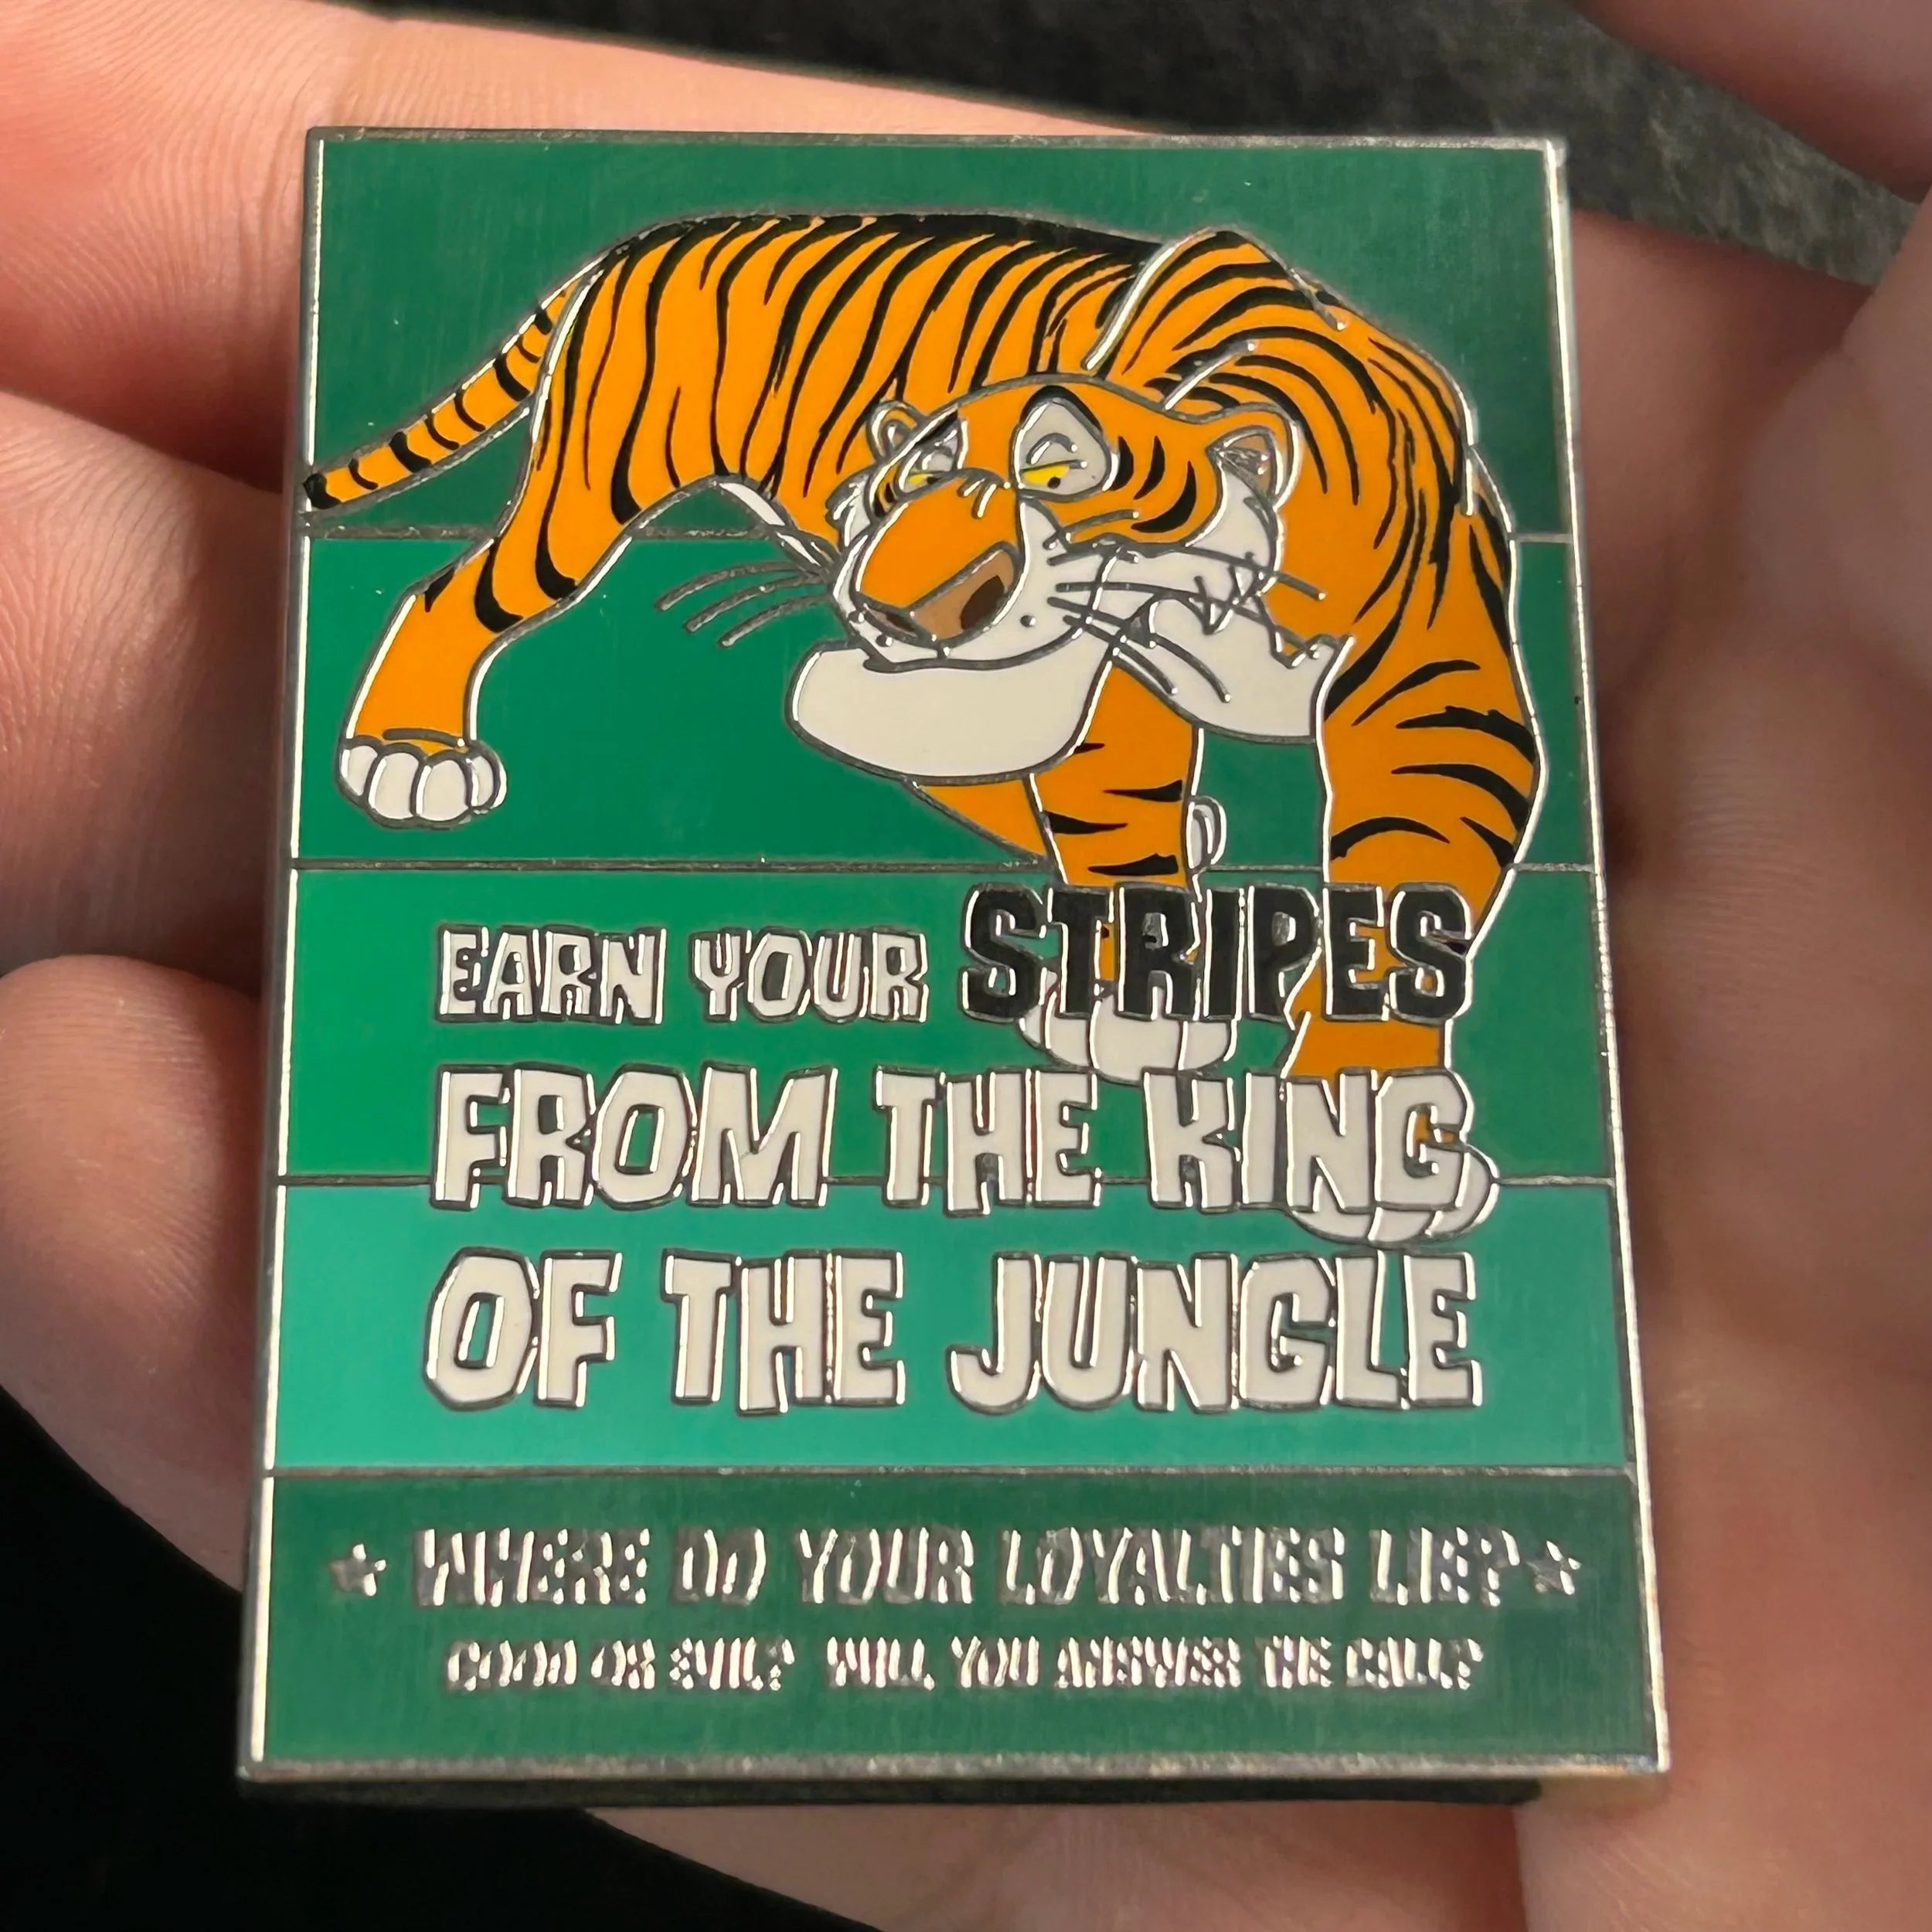 EARN YOUR STRIPES
FROM THE KING
OF THE JUNGLE
★ WHERE DO YOUR LOYALTIES LIE? ★
GOOD OR EVIL? WILL YOU ANSWER THE CALL?